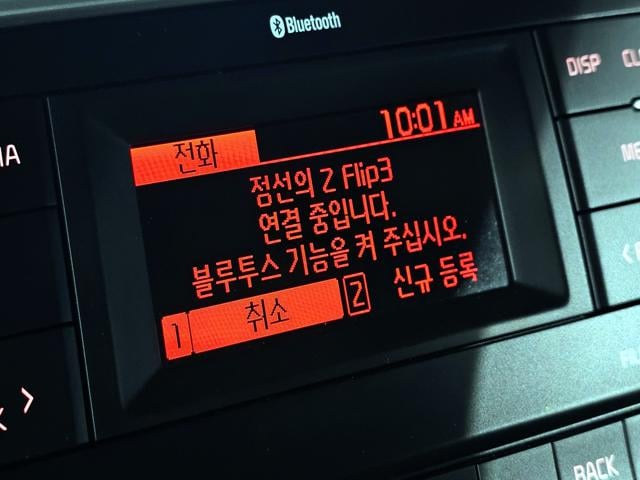 Bluetooth
DISP
전화
10:01 AM
점선의 Z Flip3
연결 중입니다.
블루투스 기능을 켜 주십시오.
1 취소
2 신규 등록
BACK